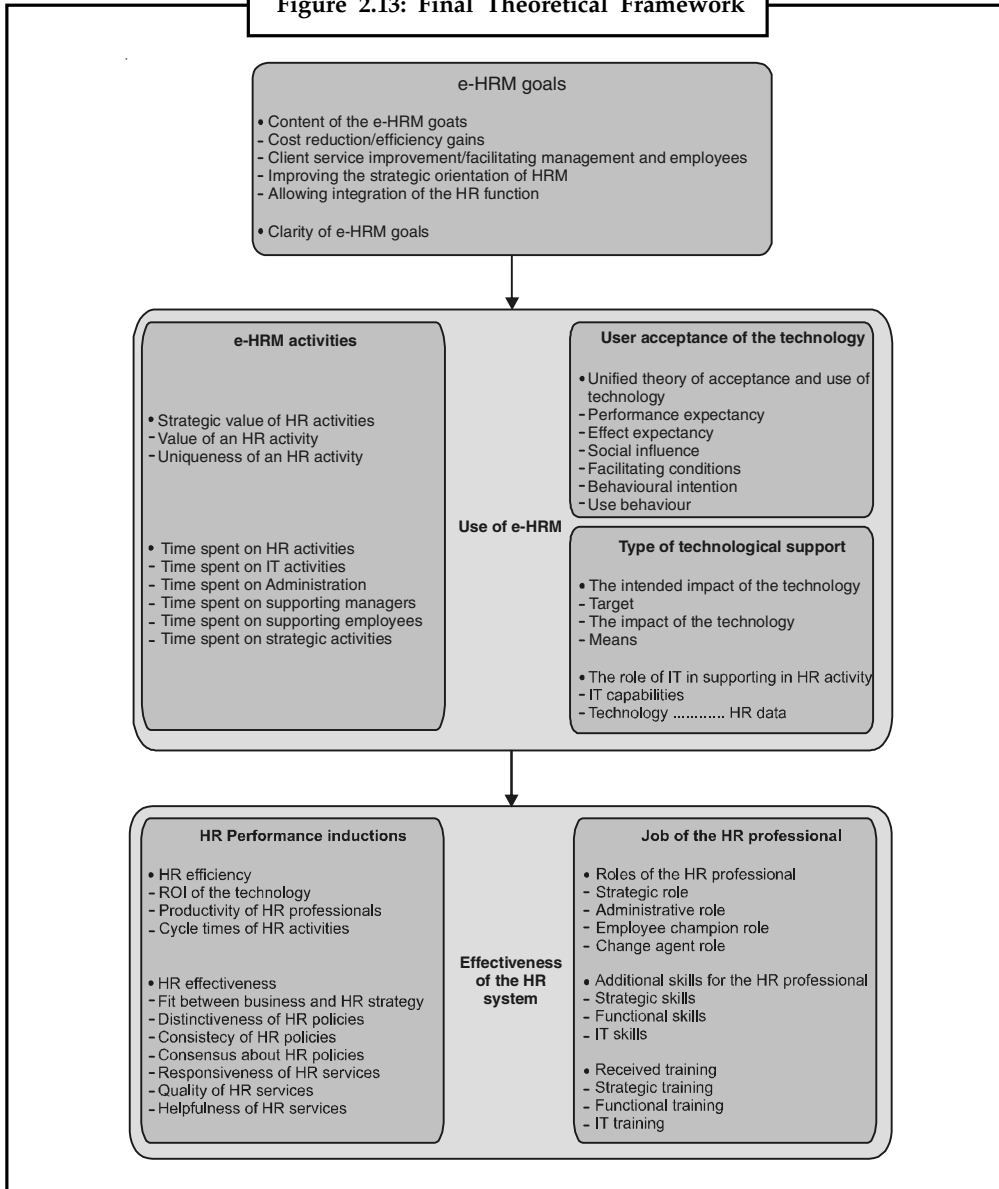 Figure 2.13: Final Theoretical Framework
e-HRM goals
• Content of the e-HRM goats
- Cost reduction/efficiency gains
- Client service improvement/facilitating management and employees
- Improving the strategic orientation of HRM
- Allowing integration of the HR function
• Clarity of e-HRM goals
e-HRM activities
• Strategic value of HR activities
- Value of an HR activity
- Uniqueness of an HR activity
• Time spent on HR activities
- Time spent on IT activities
- Time spent on Administration
- Time spent on supporting managers
- Time spent on supporting employees
- Time spent on strategic activities
Use of e-HRM
User acceptance of the technology
• Unified theory of acceptance and use of
technology
- Performance expectancy
- Effect expectancy
- Social influence
- Facilitating conditions
- Behavioural intention
- Use behaviour
Type of technological support
• The intended impact of the technology
- Target
- The impact of the technology
- Means
• The role of IT in supporting in HR activity
- IT capabilities
- Technology ............ HR data
HR Performance inductions
• HR efficiency
- ROI of the technology
- Productivity of HR professionals
- Cycle times of HR activities
• HR effectiveness
- Fit between business and HR strategy
- Distinctiveness of HR policies
- Consistecy of HR policies
- Consensus about HR policies
- Responsiveness of HR services
- Quality of HR services
- Helpfulness of HR services
Effectiveness
of the HR
system
Job of the HR professional
• Roles of the HR professional
- Strategic role
- Administrative role
- Employee champion role
- Change agent role
• Additional skills for the HR professional
- Strategic skills
- Functional skills
- IT skills
• Received training
- Strategic training
- Functional training
- IT training